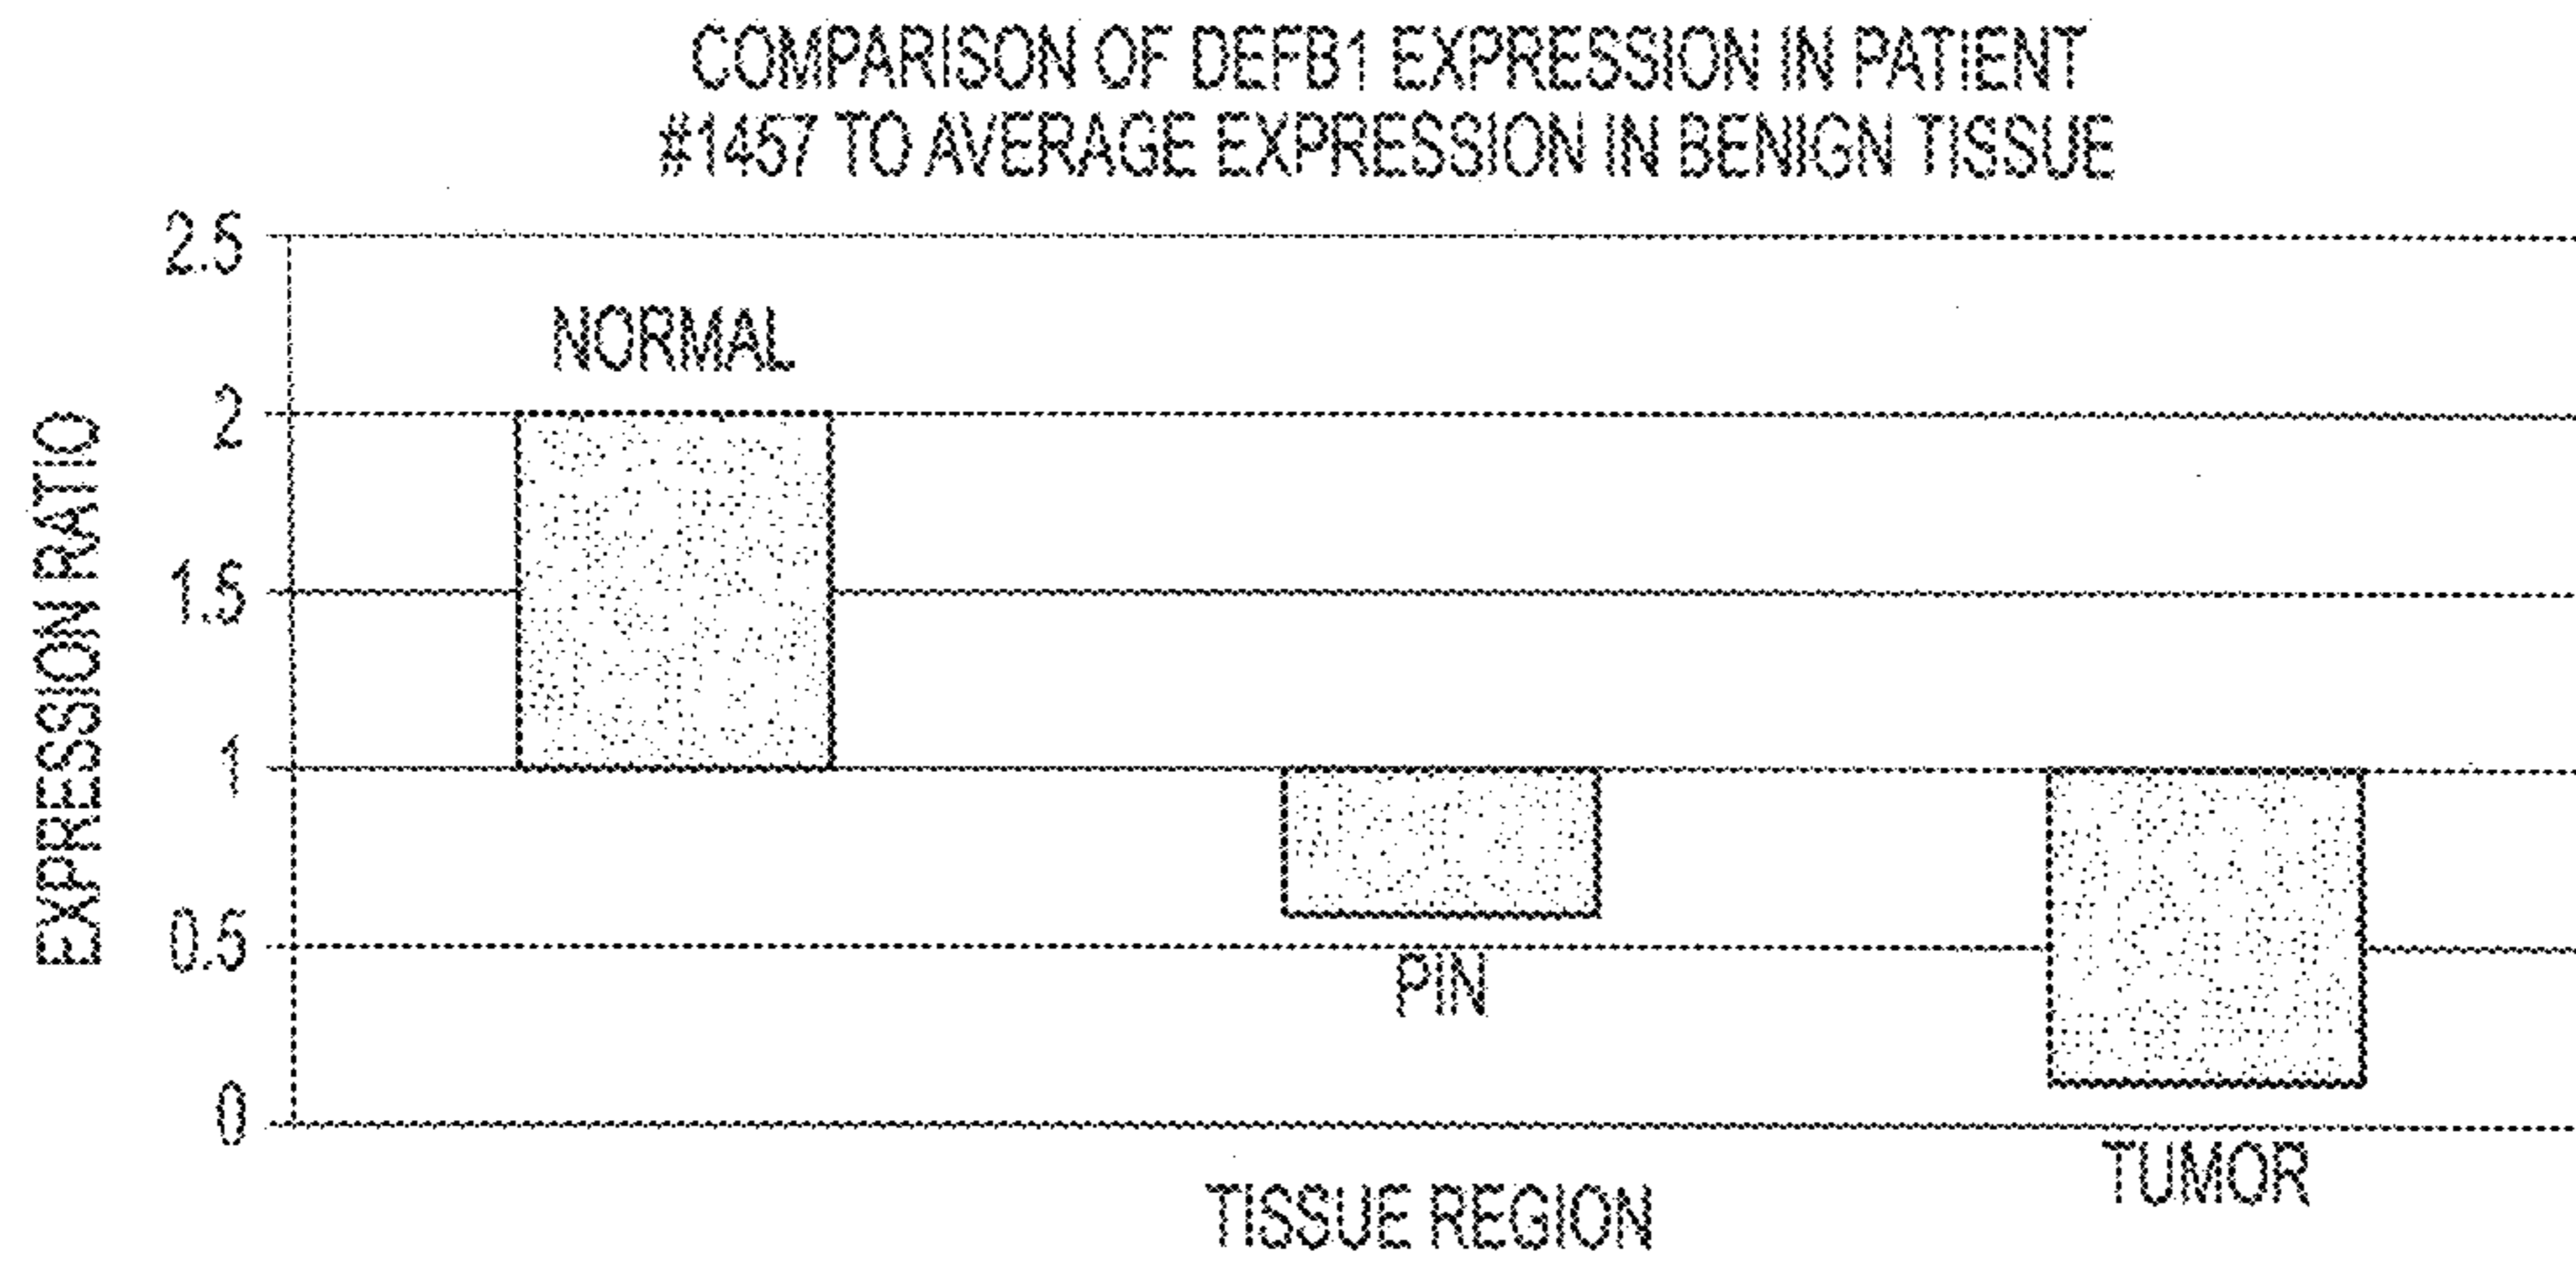 COMPARISON OF DEFB1 EXPRESSION IN PATIENT
#1457 TO AVERAGE EXPRESSION IN BENIGN TISSUE
EXPRESSION RATIO
2.5
2
1.5
1
0.5
0
NORMAL
PIN
TUMOR
TISSUE REGION